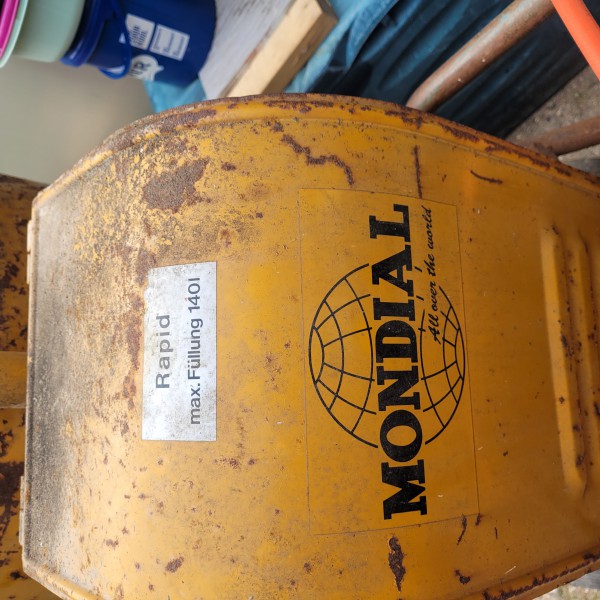 Rapid
max. Füllung 140l
MONDIAL
All over the world